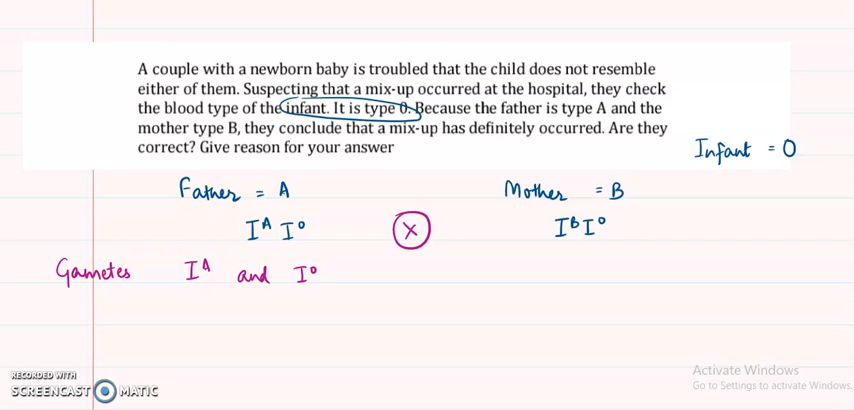 A couple with a newborn baby is troubled that the child does not resemble
either of them. Suspecting that a mix-up occurred at the hospital, they check
the blood type of the infant. It is type 0. Because the father is type A and the
mother type B, they conclude that a mix-up has definitely occurred. Are they
correct? Give reason for your answer
Infant = O
Father = A Mother = B
I^A I^o X I^B I^o
Gametes I^A and I^o
RECORDED WITH
SCREENCAST O MATIC
Activate Windows
Go to Settings to activate Windows.